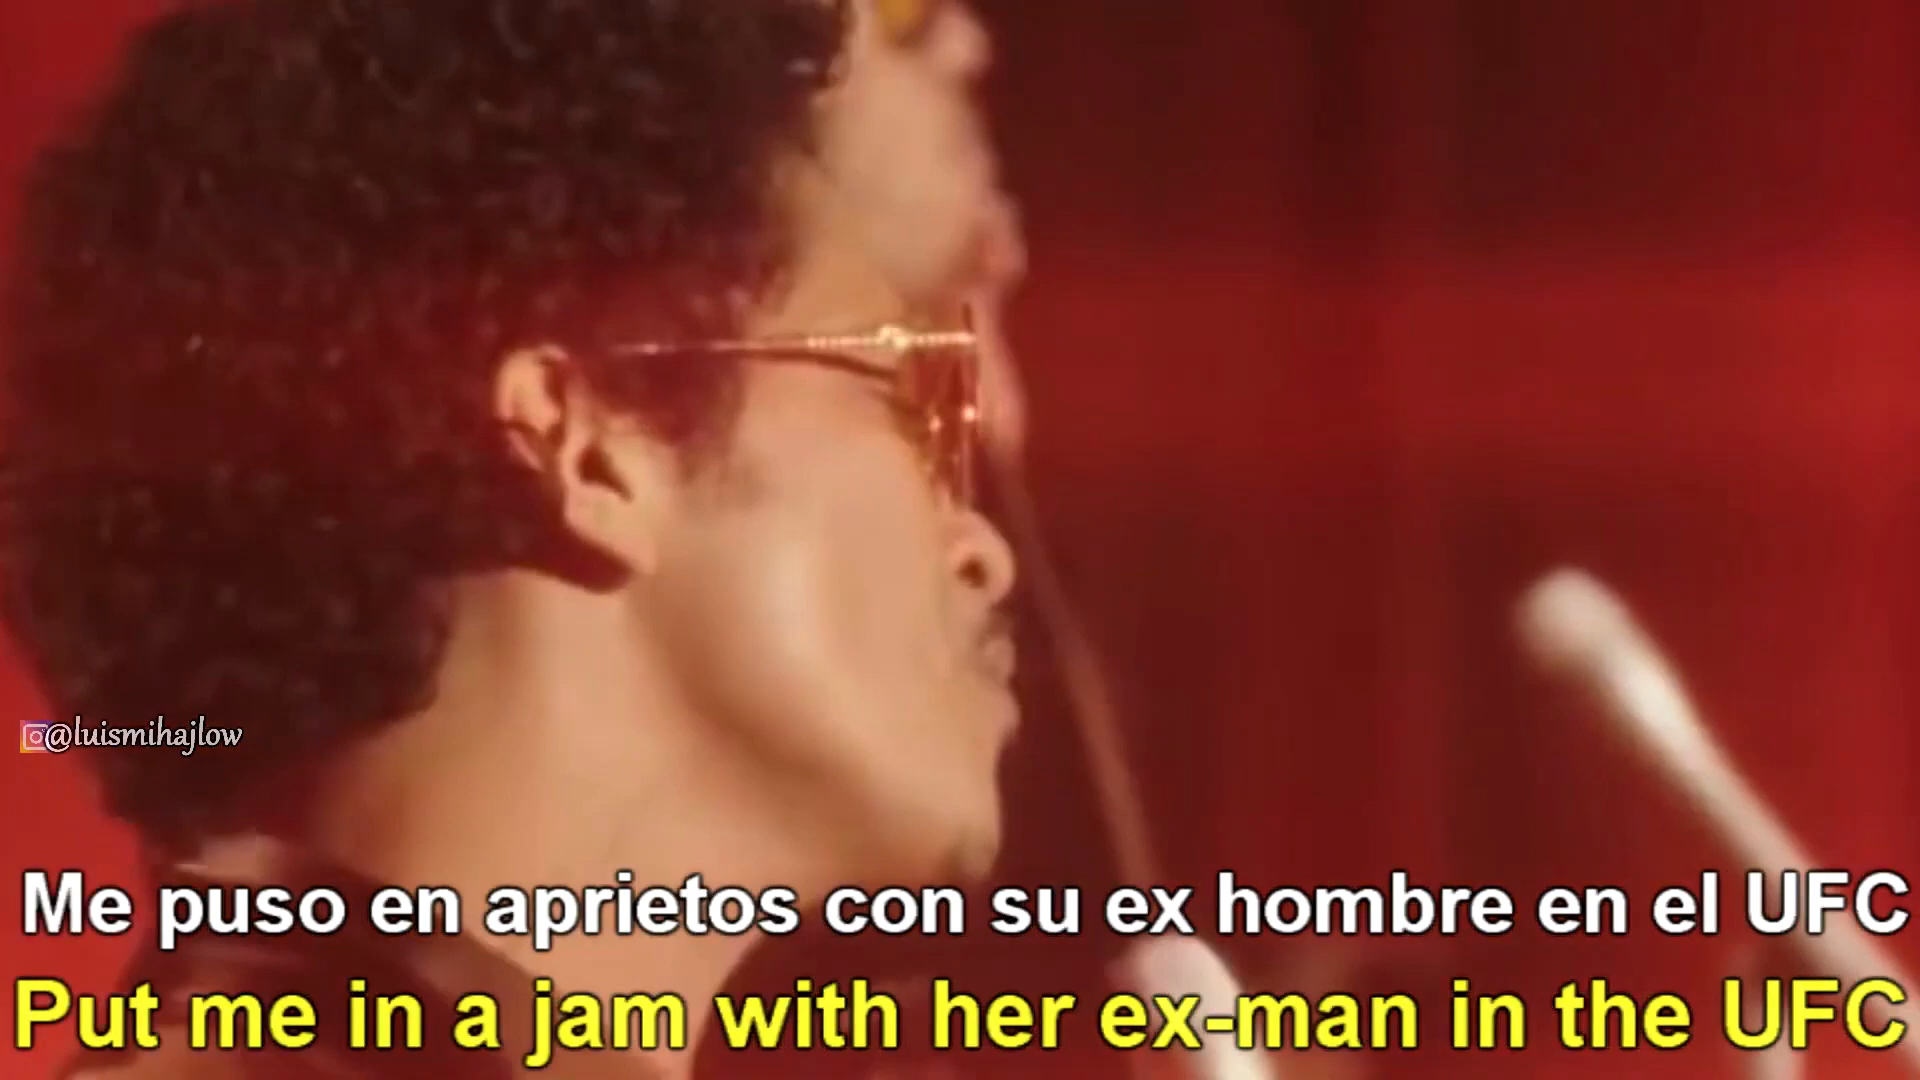 @luismihajlow
Me puso en aprietos con su ex hombre en el UFC
Put me in a jam with her ex-man in the UFC